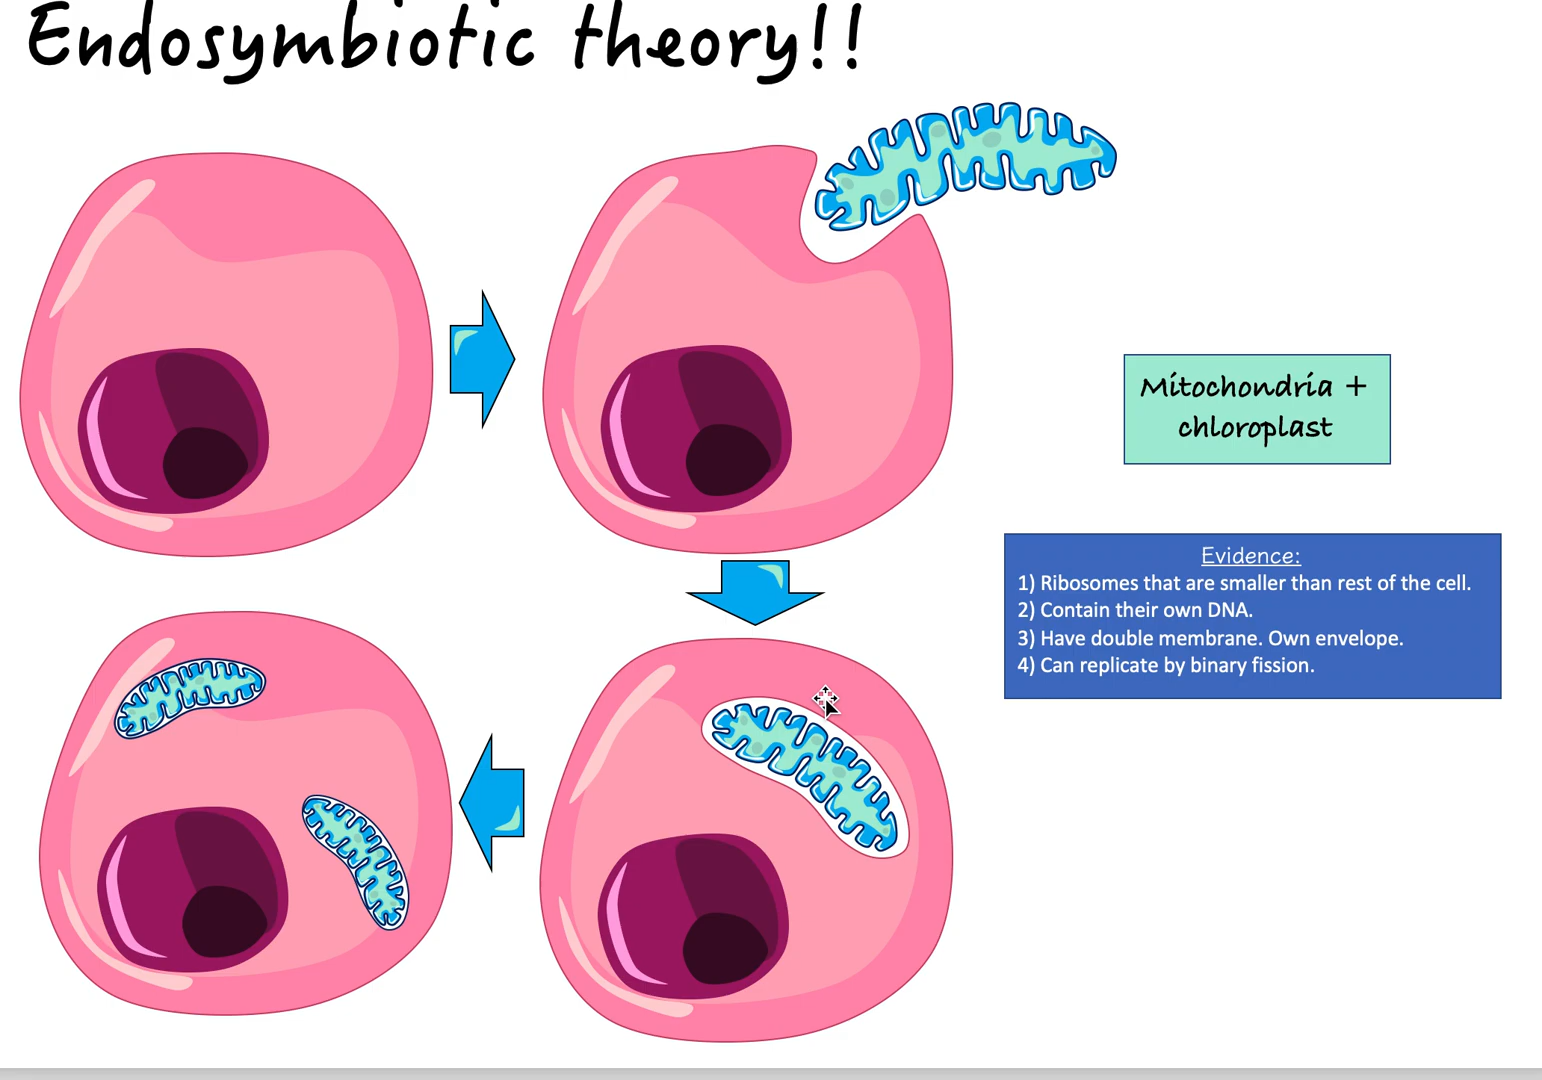 Endosymbiotic theory!!
Mitochondria +
chloroplast
Evidence:
1) Ribosomes that are smaller than rest of the cell.
2) Contain their own DNA.
3) Have double membrane. Own envelope.
4) Can replicate by binary fission.